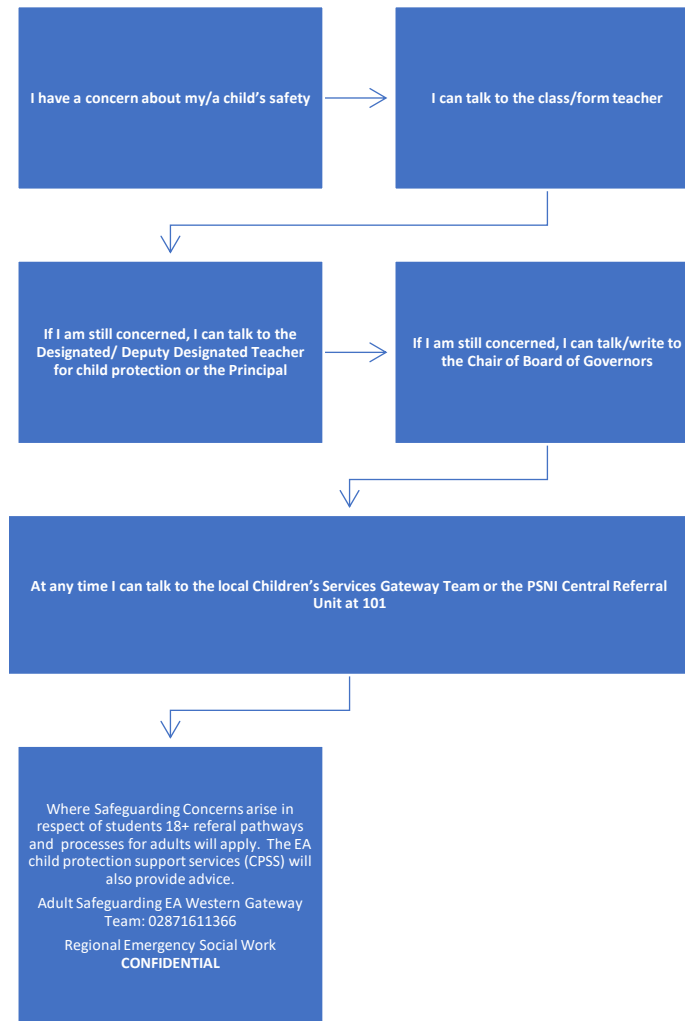 I have a concern about my/a child’s safety
I can talk to the class/form teacher
If I am still concerned, I can talk to the
Designated/ Deputy Designated Teacher
for child protection or the Principal
If I am still concerned, I can talk/write to
the Chair of Board of Governors
At any time I can talk to the local Children’s Services Gateway Team or the PSNI Central Referral
Unit at 101
Where Safeguarding Concerns arise in
respect of students 18+ referal pathways
and  processes for adults will apply.  The EA
child protection support services (CPSS) will
also provide advice.
Adult Safeguarding EA Western Gateway
Team: 02871611366
Regional Emergency Social Work
CONFIDENTIAL